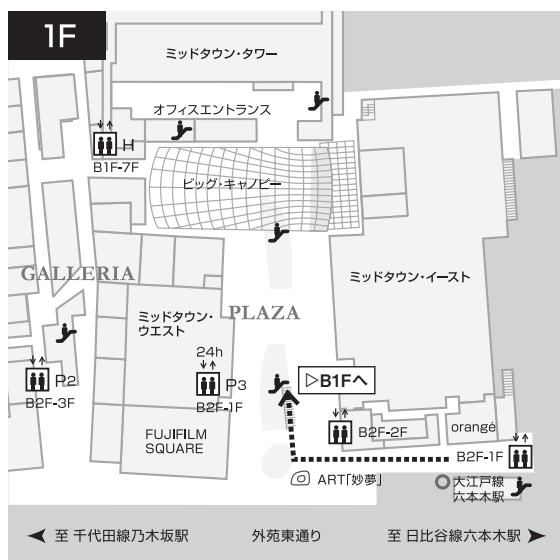 1F
ミッドタウン・タワー
オフィスエントランス
H
B1F-7F
ビッグ・キャノピー
GALLERIA
ミッドタウン・イースト
ミッドタウン・
ウエスト
PLAZA
24h
P2
B2F-3F
P3
B2F-1F
▷B1Fへ
FUJIFILM
SQUARE
B2F-2F
orangé
B2F-1F
ART「妙夢」
大江戸線
六本木駅
至 千代田線乃木坂駅
外苑東通り
至 日比谷線六本木駅